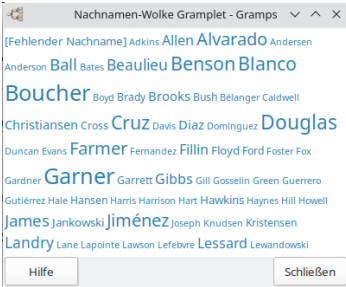 Nachnamen-Wolke Gramplet - Gramps
[Fehlender Nachname] Adkins Allen Alvarado Andersen
Anderson Ball Bates Beaulieu Benson Blanco
Boucher Boyd Brady Brooks Bush Bélanger Caldwell
Christiansen Cross Cruz Davis Diaz Dominguez Douglas
Duncan Evans Farmer Fernandez Fillin Floyd Ford Foster Fox
Gardner Garner Garrett Gibbs Gill Gosselin Green Guerrero
Gutiérrez Hale Hansen Harris Harrison Hart Hawkins Haynes Hill Howell
James Jankowski Jiménez Joseph Knudsen Kristensen
Landry Lane Lapointe Lawson Lefebvre Lessard Lewandowski
Hilfe Schließen